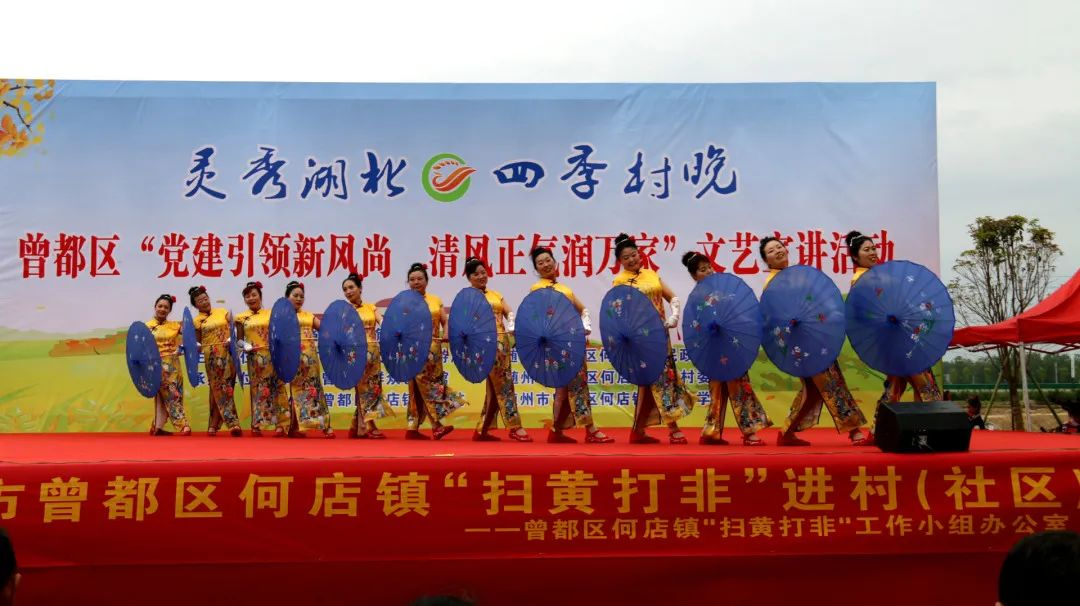 灵秀湖北 四季村晚
曾都区“党建引领新风尚 清风正气润万家”文艺宣讲活动
市曾都区何店镇“扫黄打非”进村(社区)
——曾都区何店镇"扫黄打非"工作小组办公室